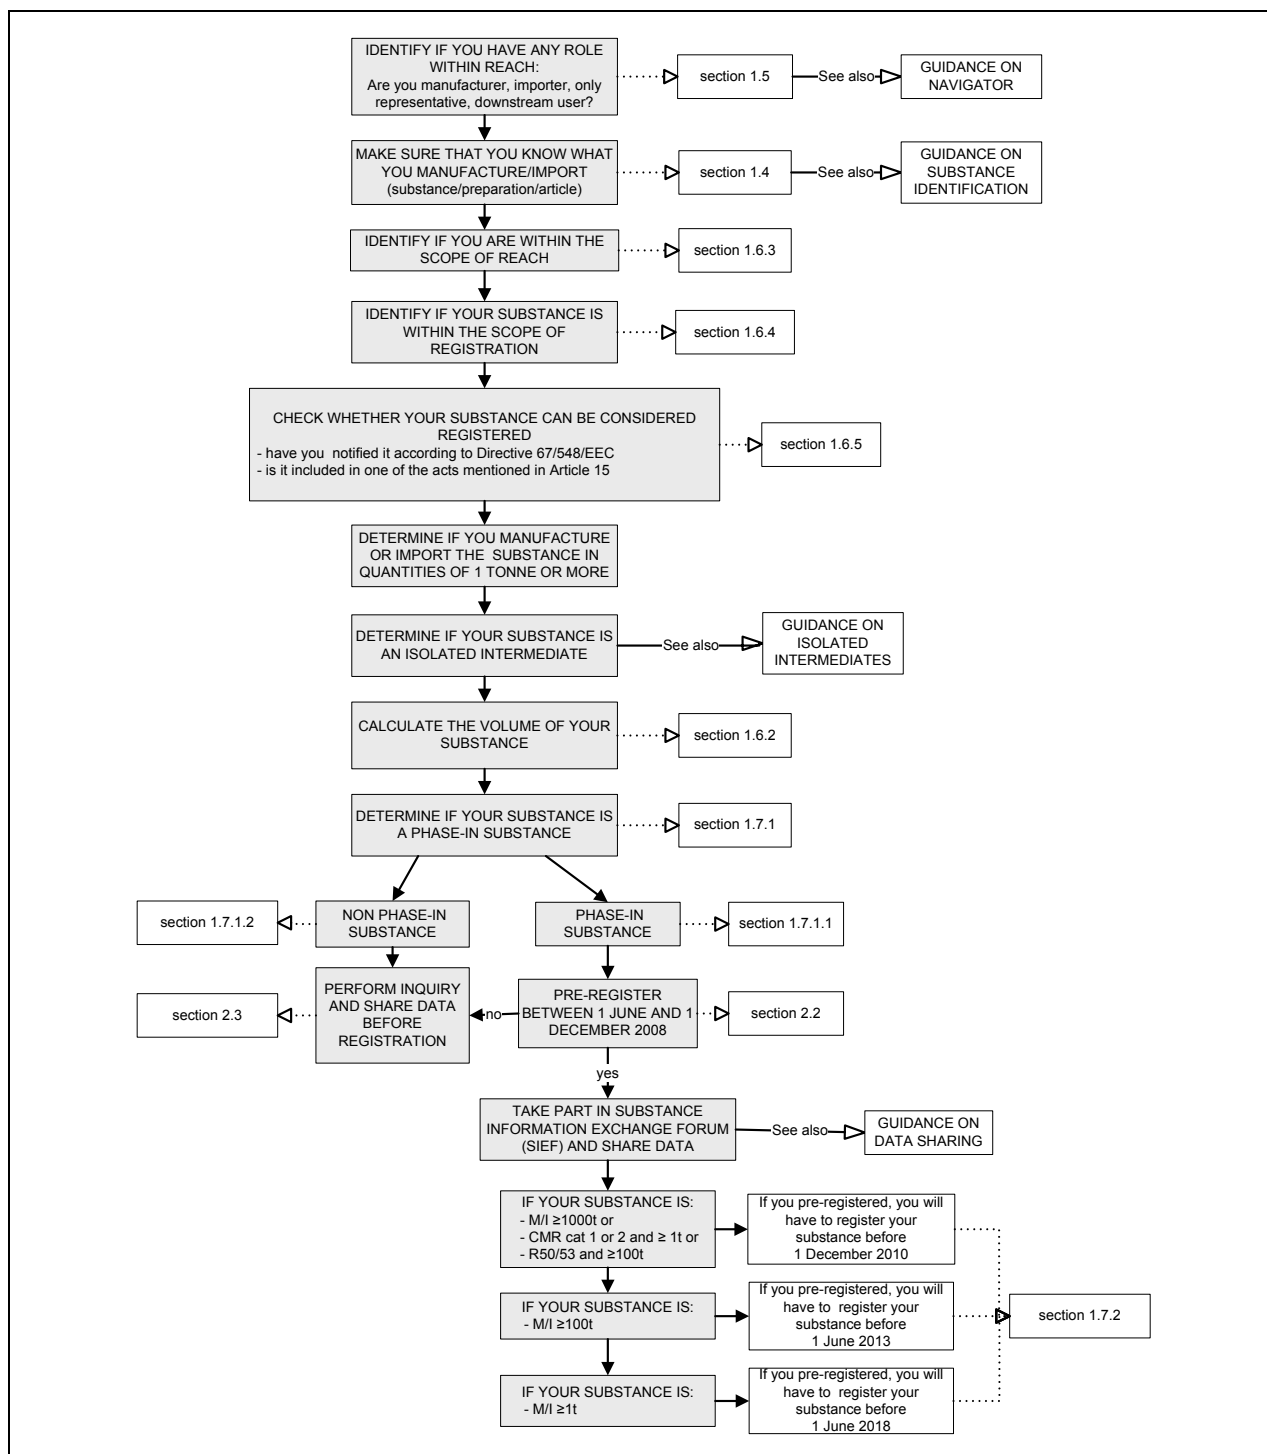 IDENTIFY IF YOU HAVE ANY ROLE
WITHIN REACH:
Are you manufacturer, importer, only
representative, downstream user?
section 1.5
See also
GUIDANCE ON
NAVIGATOR
MAKE SURE THAT YOU KNOW WHAT
YOU MANUFACTURE/IMPORT
(substance/preparation/article)
section 1.4
See also
GUIDANCE ON
SUBSTANCE
IDENTIFICATION
IDENTIFY IF YOU ARE WITHIN THE
SCOPE OF REACH
section 1.6.3
IDENTIFY IF YOUR SUBSTANCE IS
WITHIN THE SCOPE OF
REGISTRATION
section 1.6.4
CHECK WHETHER YOUR SUBSTANCE CAN BE CONSIDERED
REGISTERED
- have you  notified it according to Directive 67/548/EEC
- is it included in one of the acts mentioned in Article 15
section 1.6.5
DETERMINE IF YOU MANUFACTURE
OR IMPORT THE  SUBSTANCE IN
QUANTITIES OF 1 TONNE OR MORE
DETERMINE IF YOUR SUBSTANCE IS
AN ISOLATED INTERMEDIATE
See also
GUIDANCE ON
ISOLATED
INTERMEDIATES
CALCULATE THE VOLUME OF YOUR
SUBSTANCE
section 1.6.2
DETERMINE IF YOUR SUBSTANCE IS
A PHASE-IN SUBSTANCE
section 1.7.1
section 1.7.1.2
NON PHASE-IN
SUBSTANCE
PHASE-IN
SUBSTANCE
section 1.7.1.1
section 2.3
PERFORM INQUIRY
AND SHARE DATA
BEFORE
REGISTRATION
no
PRE-REGISTER
BETWEEN 1 JUNE AND 1
DECEMBER 2008
section 2.2
yes
TAKE PART IN SUBSTANCE
INFORMATION EXCHANGE FORUM
(SIEF) AND SHARE DATA
See also
GUIDANCE ON
DATA SHARING
IF YOUR SUBSTANCE IS:
- M/I ≥1000t or
- CMR cat 1 or 2 and ≥ 1t or
- R50/53 and ≥100t
If you pre-registered, you will
have to register your
substance before
1 December 2010
IF YOUR SUBSTANCE IS:
- M/I ≥100t
If you pre-registered, you will
have to  register your
substance before
1 June 2013
section 1.7.2
IF YOUR SUBSTANCE IS:
- M/I ≥1t
If you pre-registered, you will
have to  register your
substance before
1 June 2018